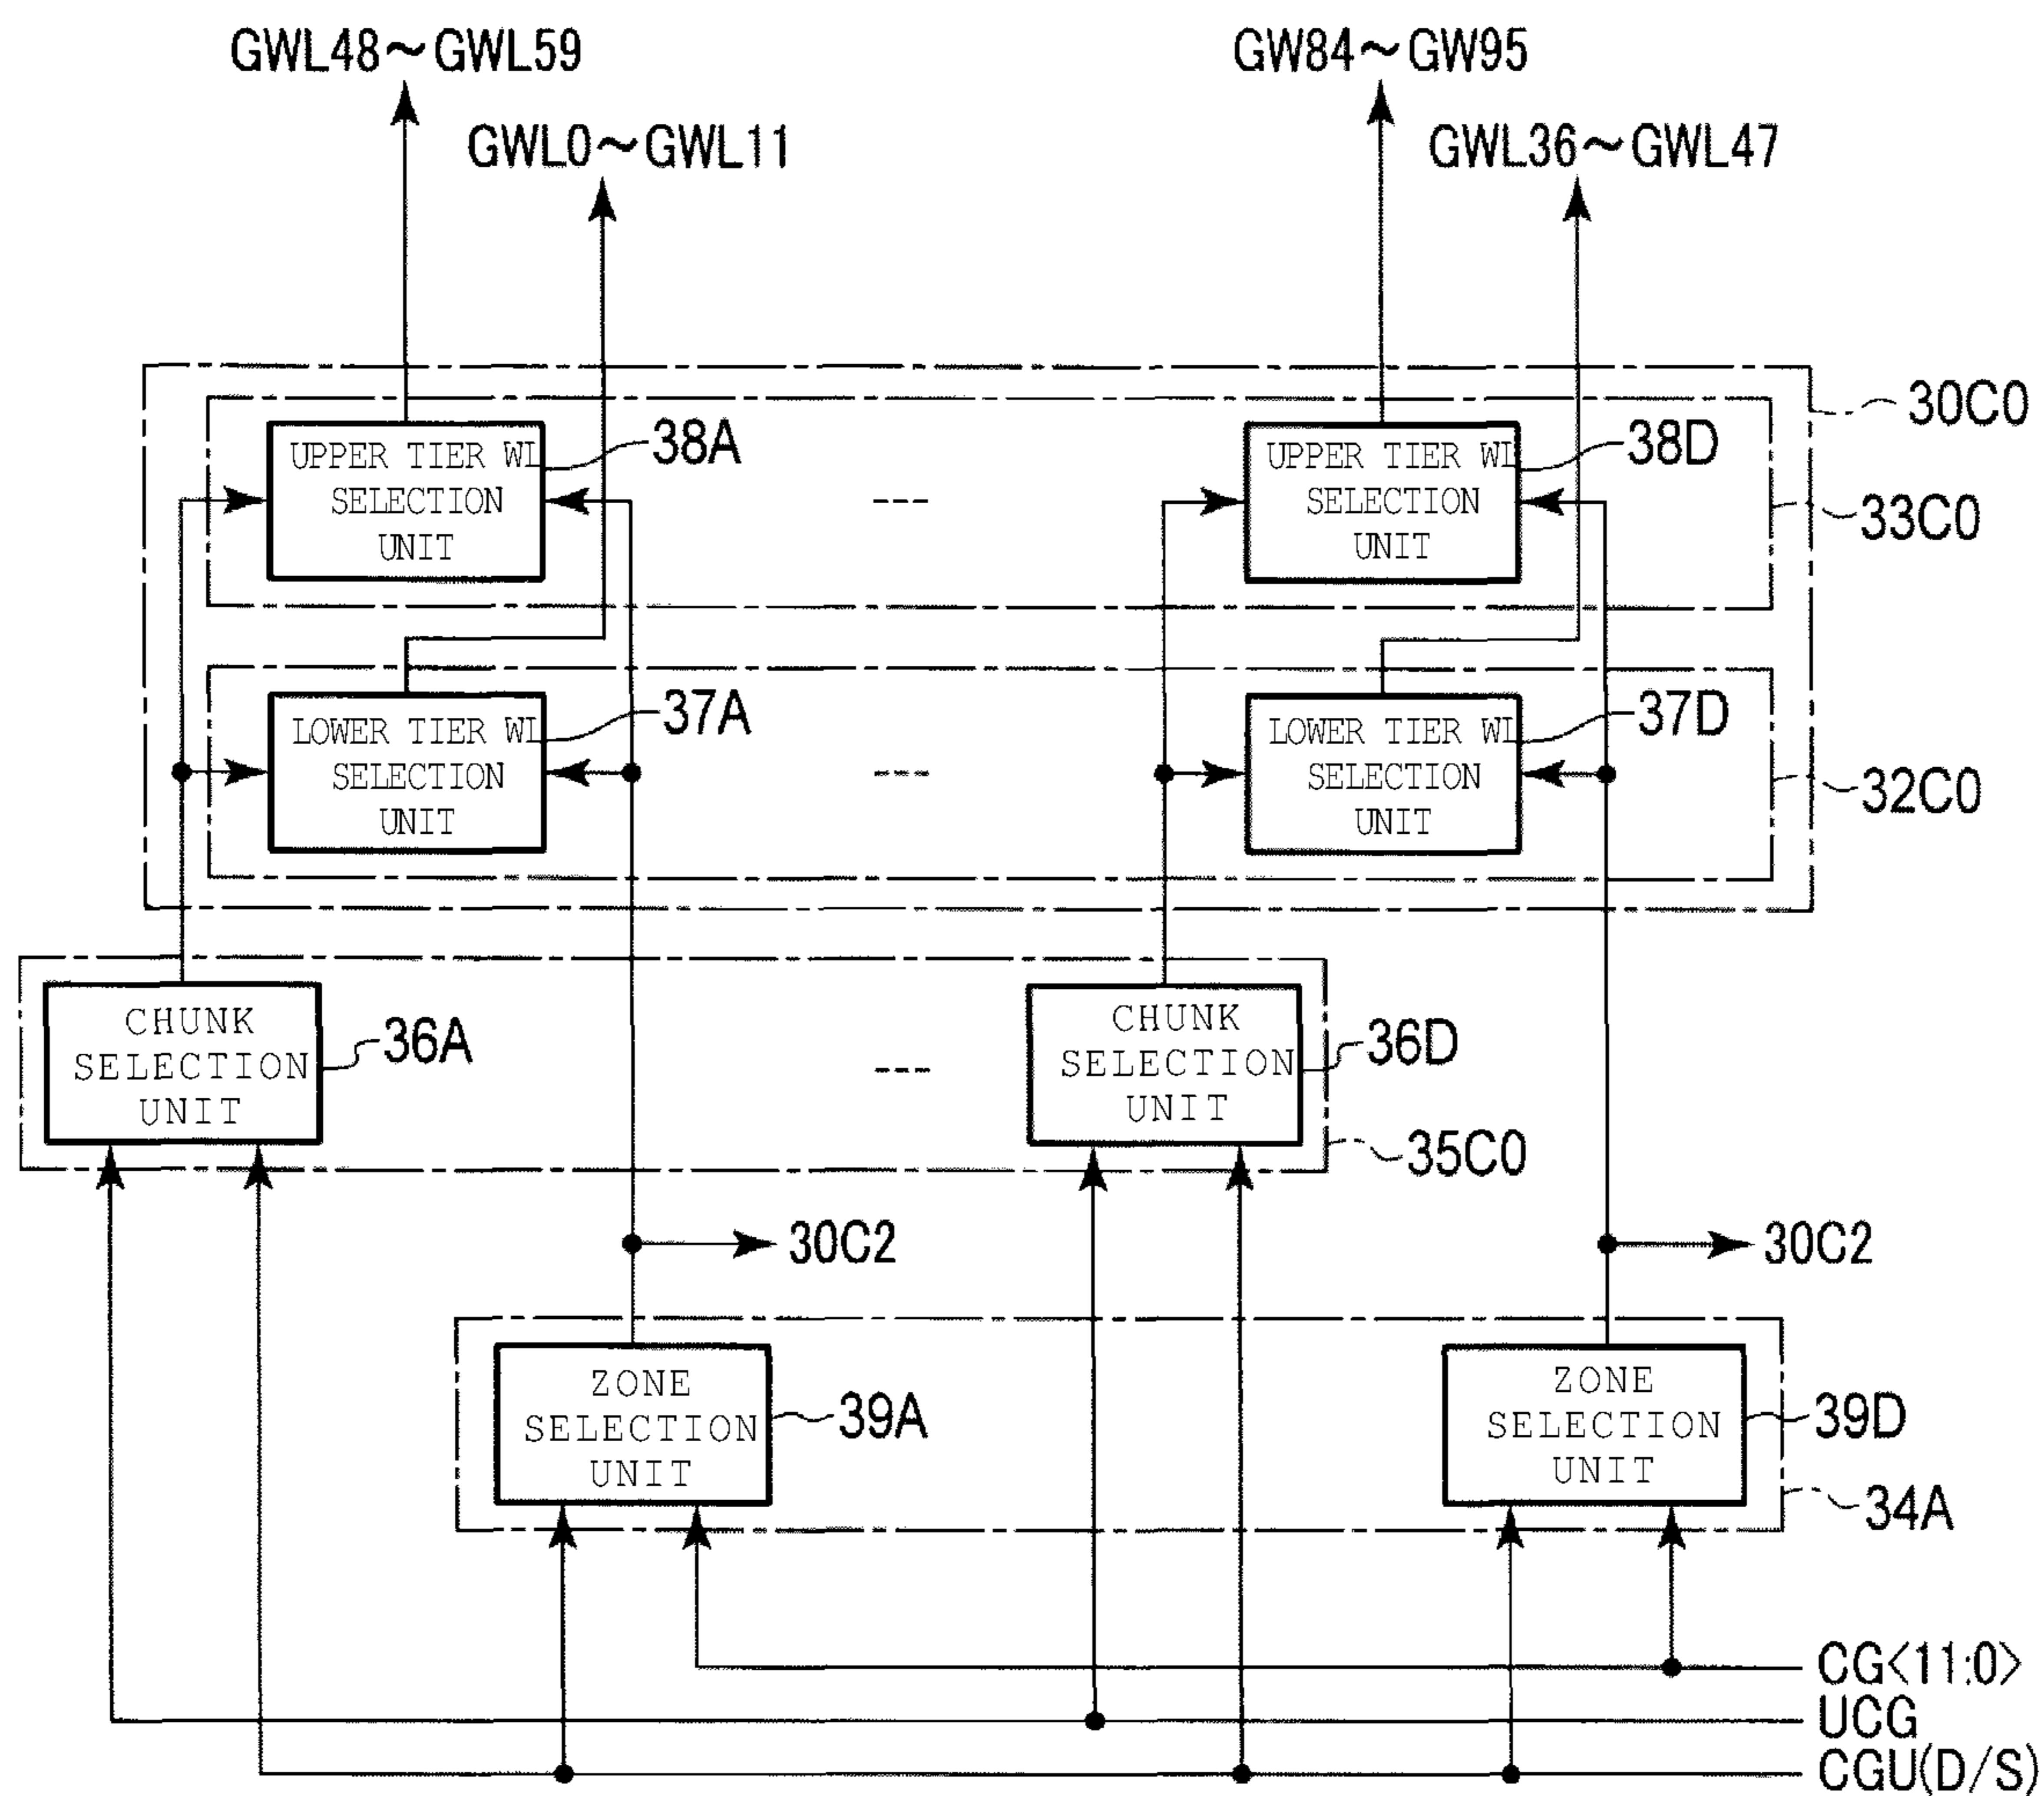 GWL48～GWL59
GW84～GW95
GWL0～GWL11
GWL36～GWL47
30C0
UPPER TIER WL
SELECTION
UNIT
38A
---
UPPER TIER WL
SELECTION
UNIT
38D
33C0
LOWER TIER WL
SELECTION
UNIT
37A
---
LOWER TIER WL
SELECTION
UNIT
37D
32C0
CHUNK
SELECTION
UNIT
36A
---
CHUNK
SELECTION
UNIT
36D
35C0
30C2
30C2
ZONE
SELECTION
UNIT
39A
ZONE
SELECTION
UNIT
39D
34A
CG<11:0>
UCG
CGU(D/S)